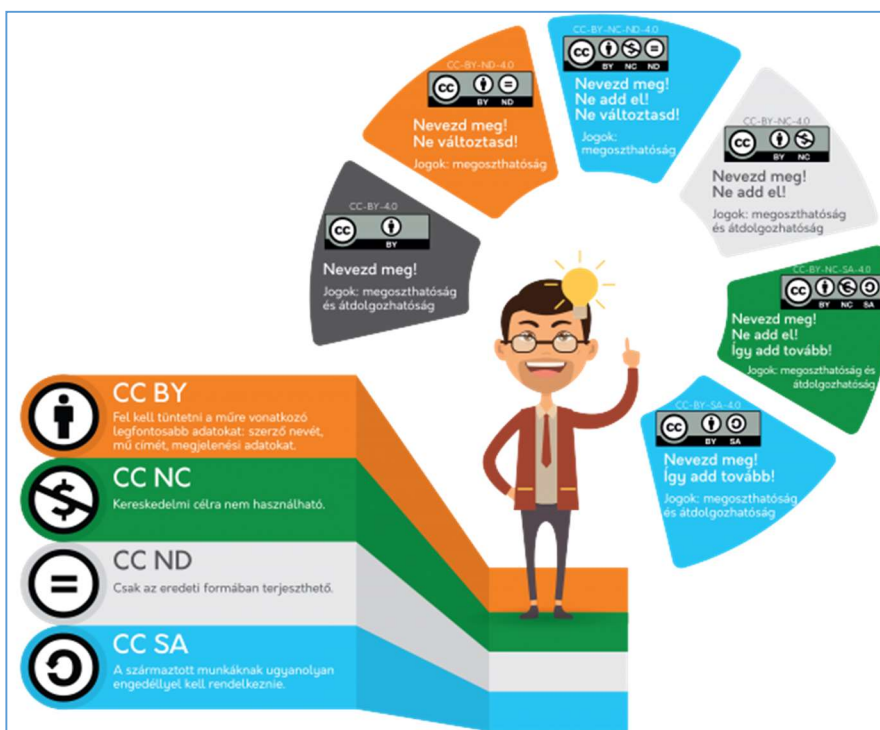 CC-BY-4.0
cc
BY
Nevezd meg!
Jogok: megoszthatóság
és átdolgozhatóság
CC-BY-ND-4.0
cc
BY ND
Nevezd meg!
Ne változtasd!
Jogok: megoszthatóság
CC-BY-NC-ND-4.0
cc
BY NC ND
Nevezd meg!
Ne add el!
Ne változtasd!
Jogok:
megoszthatóság
CC-BY-NC-4.0
cc
BY NC
Nevezd meg!
Ne add el!
Jogok: megoszthatóság
és átdolgozhatóság
CC-BY-NC-SA-4.0
cc
BY NC SA
Nevezd meg!
Ne add el!
Így add tovább!
Jogok: megoszthatóság és
átdolgozhatóság
CC-BY-SA-4.0
cc
BY SA
Nevezd meg!
Így add tovább!
Jogok: megoszthatóság
és átdolgozhatóság
CC BY
Fel kell tüntetni a műre vonatkozó
legfontosabb adatokat: szerző nevét,
mű címét, megjelenési adatokat.
CC NC
Kereskedelmi célra nem használható.
CC ND
Csak az eredeti formában terjeszthető.
CC SA
A származtott munkáknak ugyanolyan
engedéllyel kell rendelkeznie.